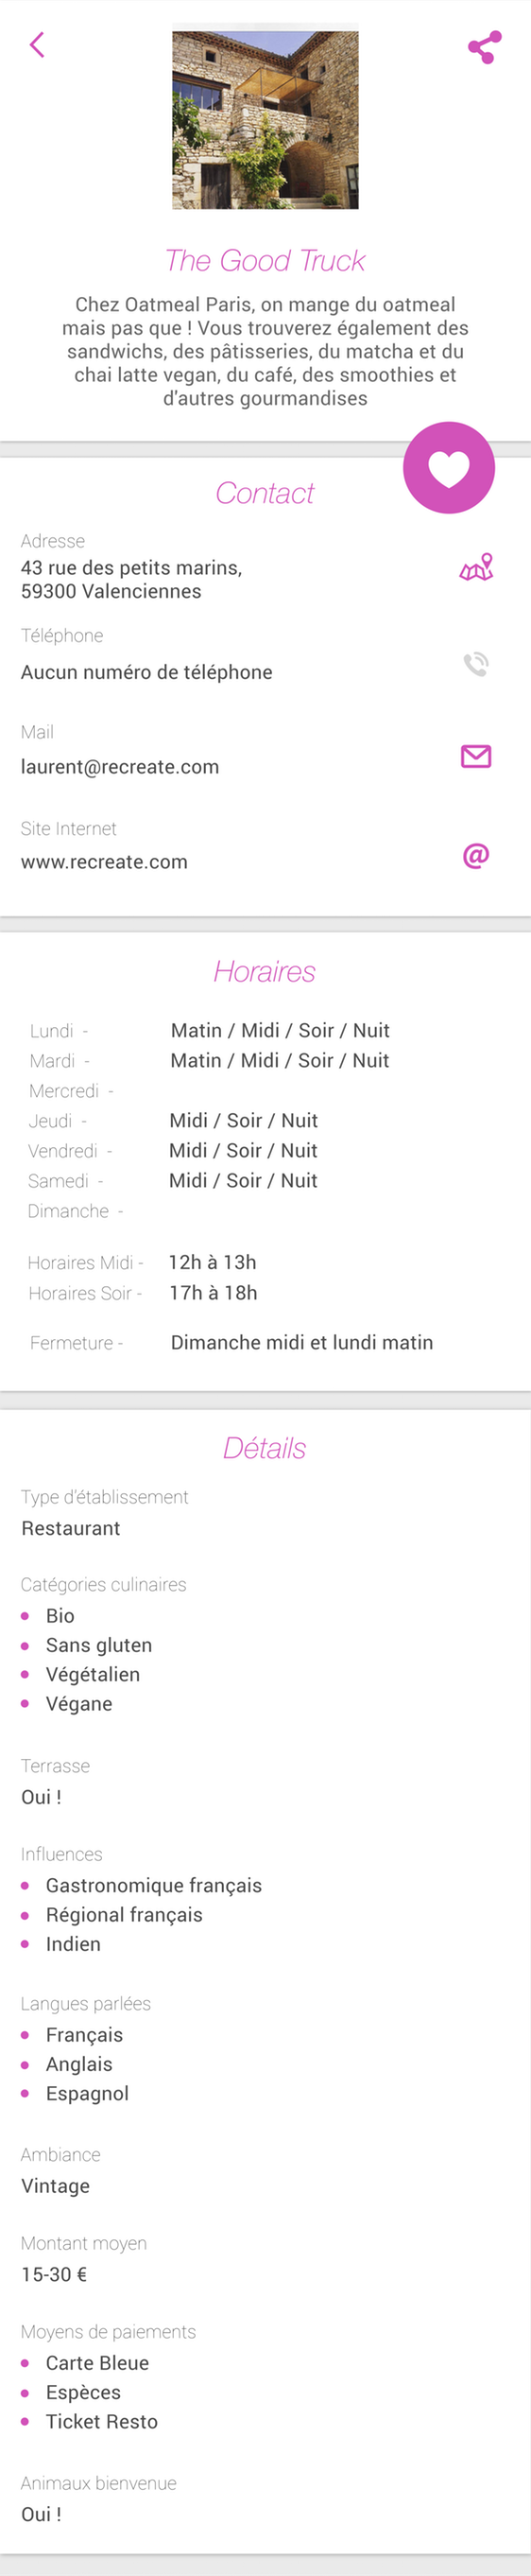 The Good Truck
Chez Oatmeal Paris, on mange du oatmeal
mais pas que ! Vous trouverez également des
sandwichs, des pâtisseries, du matcha et du
chai latte vegan, du café, des smoothies et
d'autres gourmandises
Contact
Adresse
43 rue des petits marins,
59300 Valenciennes
Téléphone
Aucun numéro de téléphone
Mail
laurent@recreate.com
Site Internet
www.recreate.com
@
Horaires
Lundi - Matin / Midi / Soir / Nuit
Mardi - Matin / Midi / Soir / Nuit
Mercredi -
Jeudi - Midi / Soir / Nuit
Vendredi - Midi / Soir / Nuit
Samedi - Midi / Soir / Nuit
Dimanche -
Horaires Midi - 12h à 13h
Horaires Soir - 17h à 18h
Fermeture - Dimanche midi et lundi matin
Détails
Type d'établissement
Restaurant
Catégories culinaires
Bio
Sans gluten
Végétalien
Végane
Terrasse
Oui !
Influences
Gastronomique français
Régional français
Indien
Langues parlées
Français
Anglais
Espagnol
Ambiance
Vintage
Montant moyen
15-30 €
Moyens de paiements
Carte Bleue
Espèces
Ticket Resto
Animaux bienvenue
Oui !